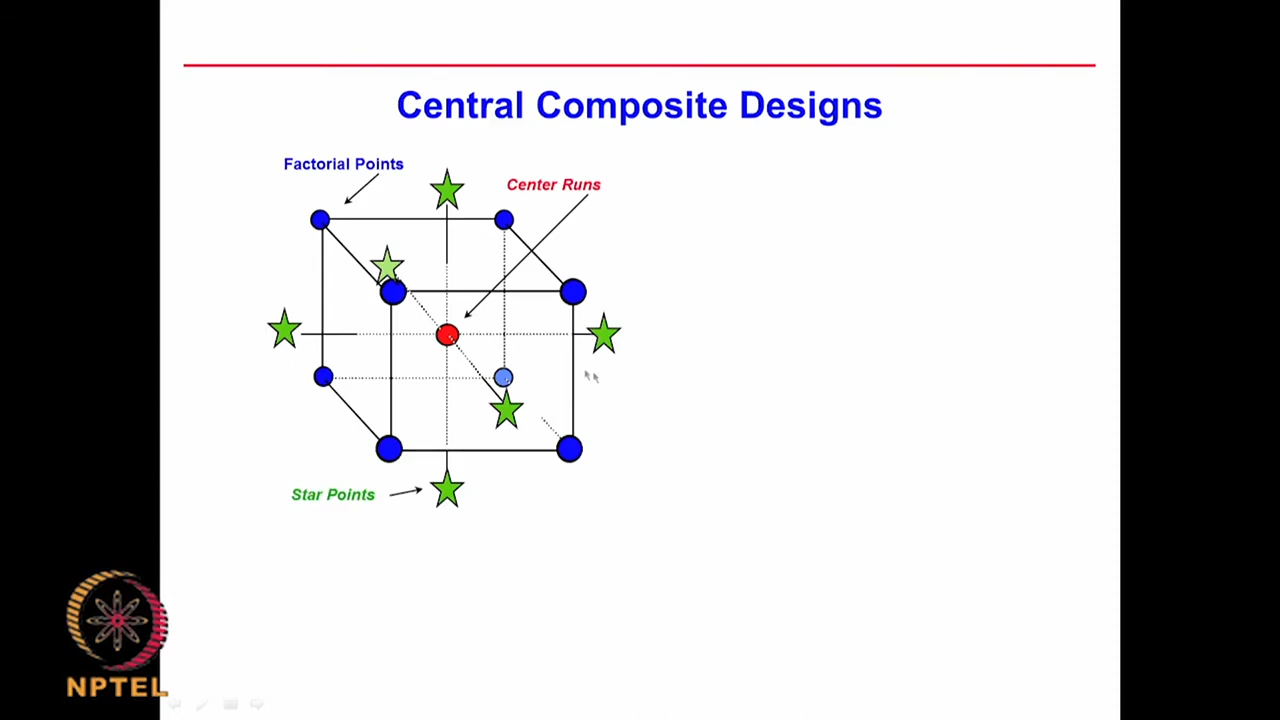 Central Composite Designs
Factorial Points
Center Runs
Star Points
NPTEL